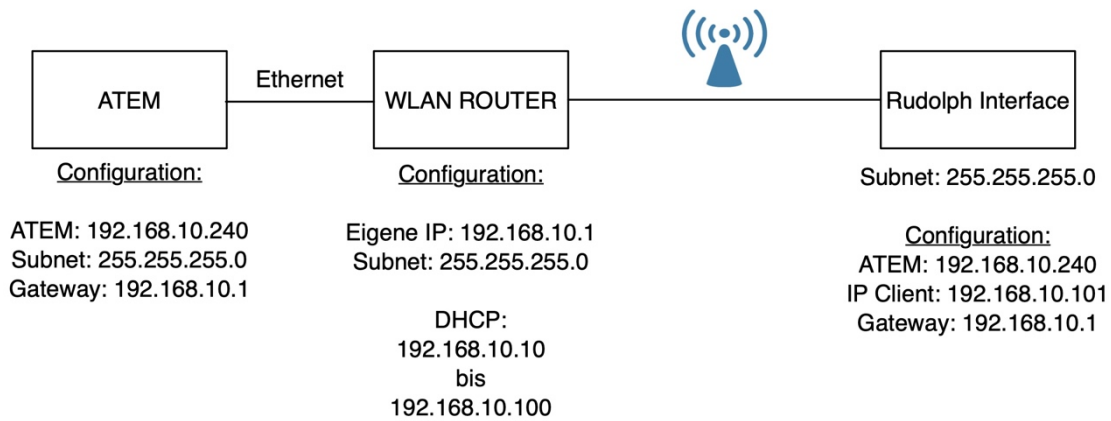 Ethernet
ATEM
WLAN ROUTER
Rudolph Interface
Configuration:
ATEM: 192.168.10.240
Subnet: 255.255.255.0
Gateway: 192.168.10.1
Configuration:
Eigene IP: 192.168.10.1
Subnet: 255.255.255.0
DHCP:
192.168.10.10
bis
192.168.10.100
Subnet: 255.255.255.0
Configuration:
ATEM: 192.168.10.240
IP Client: 192.168.10.101
Gateway: 192.168.10.1